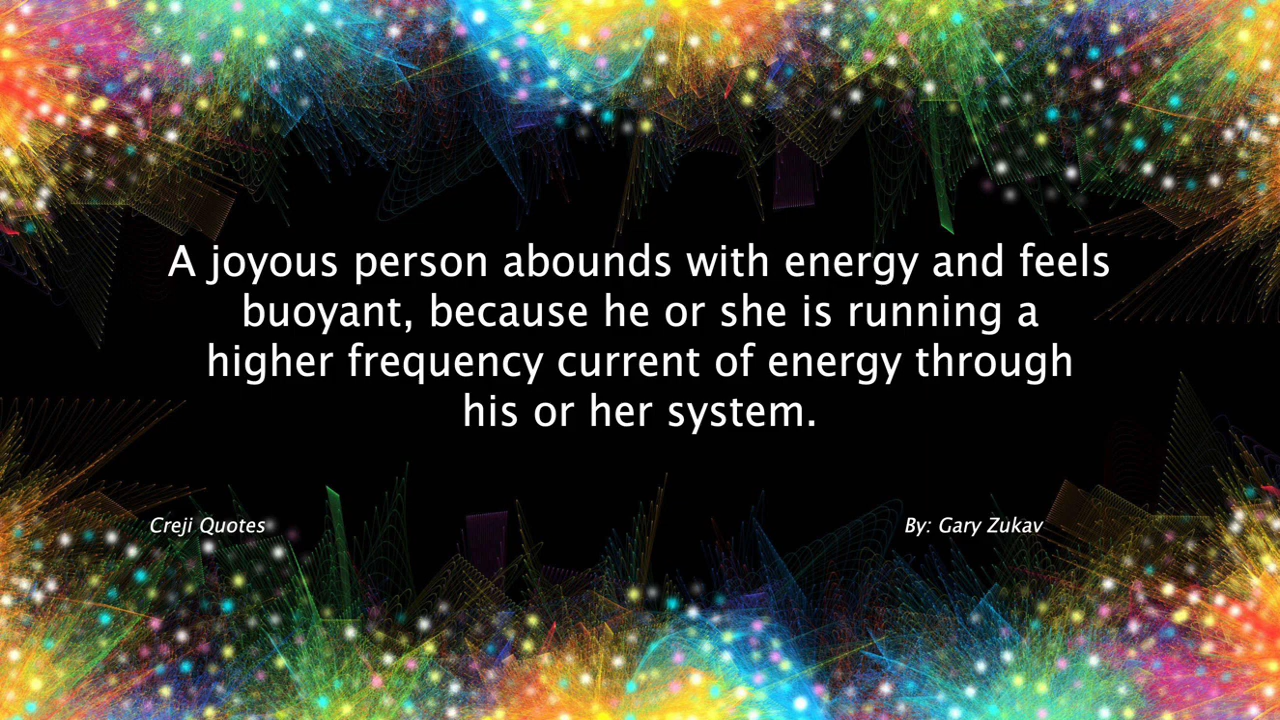 A joyous person abounds with energy and feels
buoyant, because he or she is running a
higher frequency current of energy through
his or her system.
Creji Quotes
By: Gary Zukav